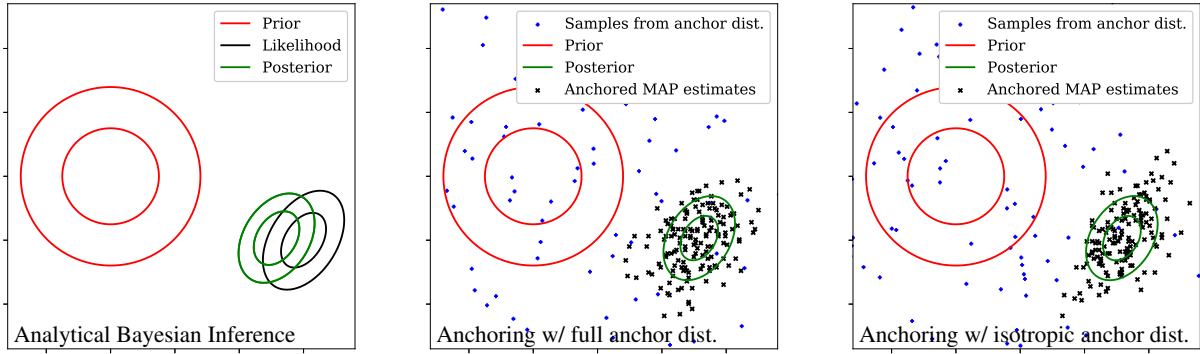 Prior
Likelihood
Posterior
Analytical Bayesian Inference
Samples from anchor dist.
Prior
Posterior
Anchored MAP estimates
Anchoring w/ full anchor dist.
Samples from anchor dist.
Prior
Posterior
Anchored MAP estimates
Anchoring w/ isotropic anchor dist.